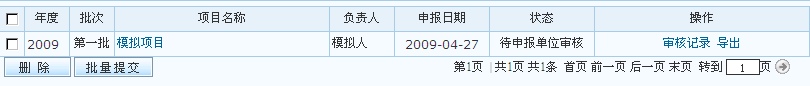 年度 批次 项目名称 负责人 申报日期 状态 操作
2009 第一批 模拟项目 模拟人 2009-04-27 待申报单位审核 审核记录 导出
删 除 批量提交 第1页 |共1页 共1条 首页 前一页 后一页 末页 转到 1 页